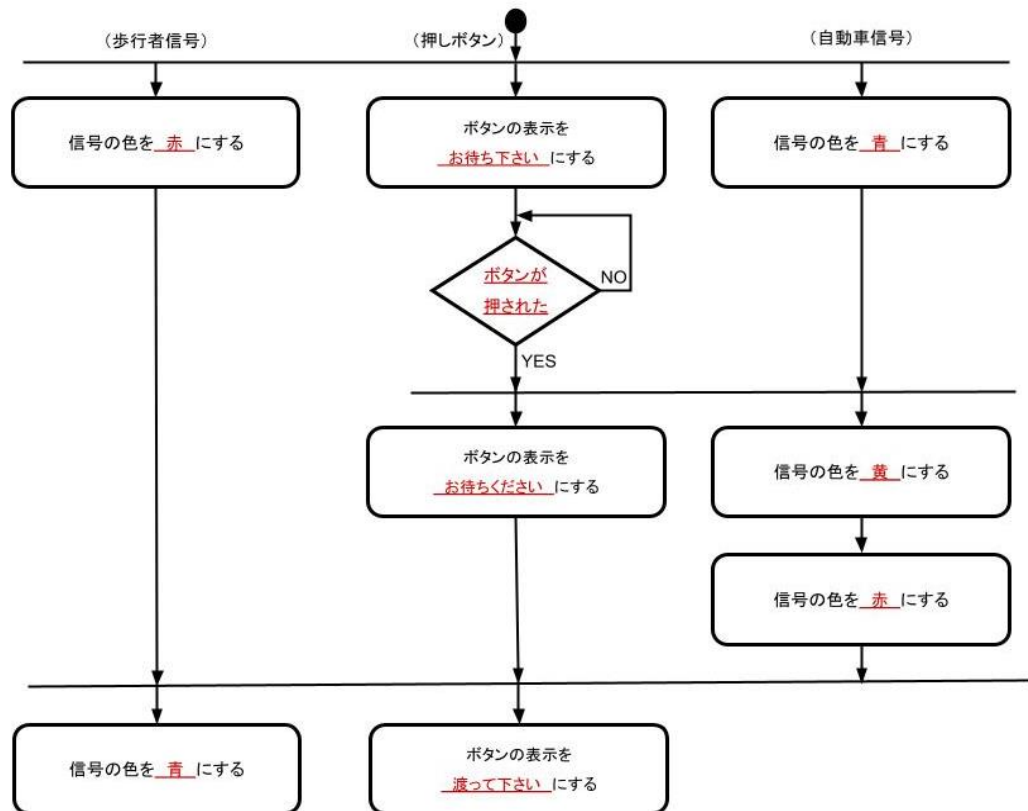 (歩行者信号)
(押しボタン)
(自動車信号)
信号の色を 赤 にする
ボタンの表示を
お待ち下さい にする
信号の色を 青 にする
ボタンが
押された
NO
YES
ボタンの表示を
お待ちください にする
信号の色を 黄 にする
信号の色を 赤 にする
信号の色を 青 にする
ボタンの表示を
渡って下さい にする